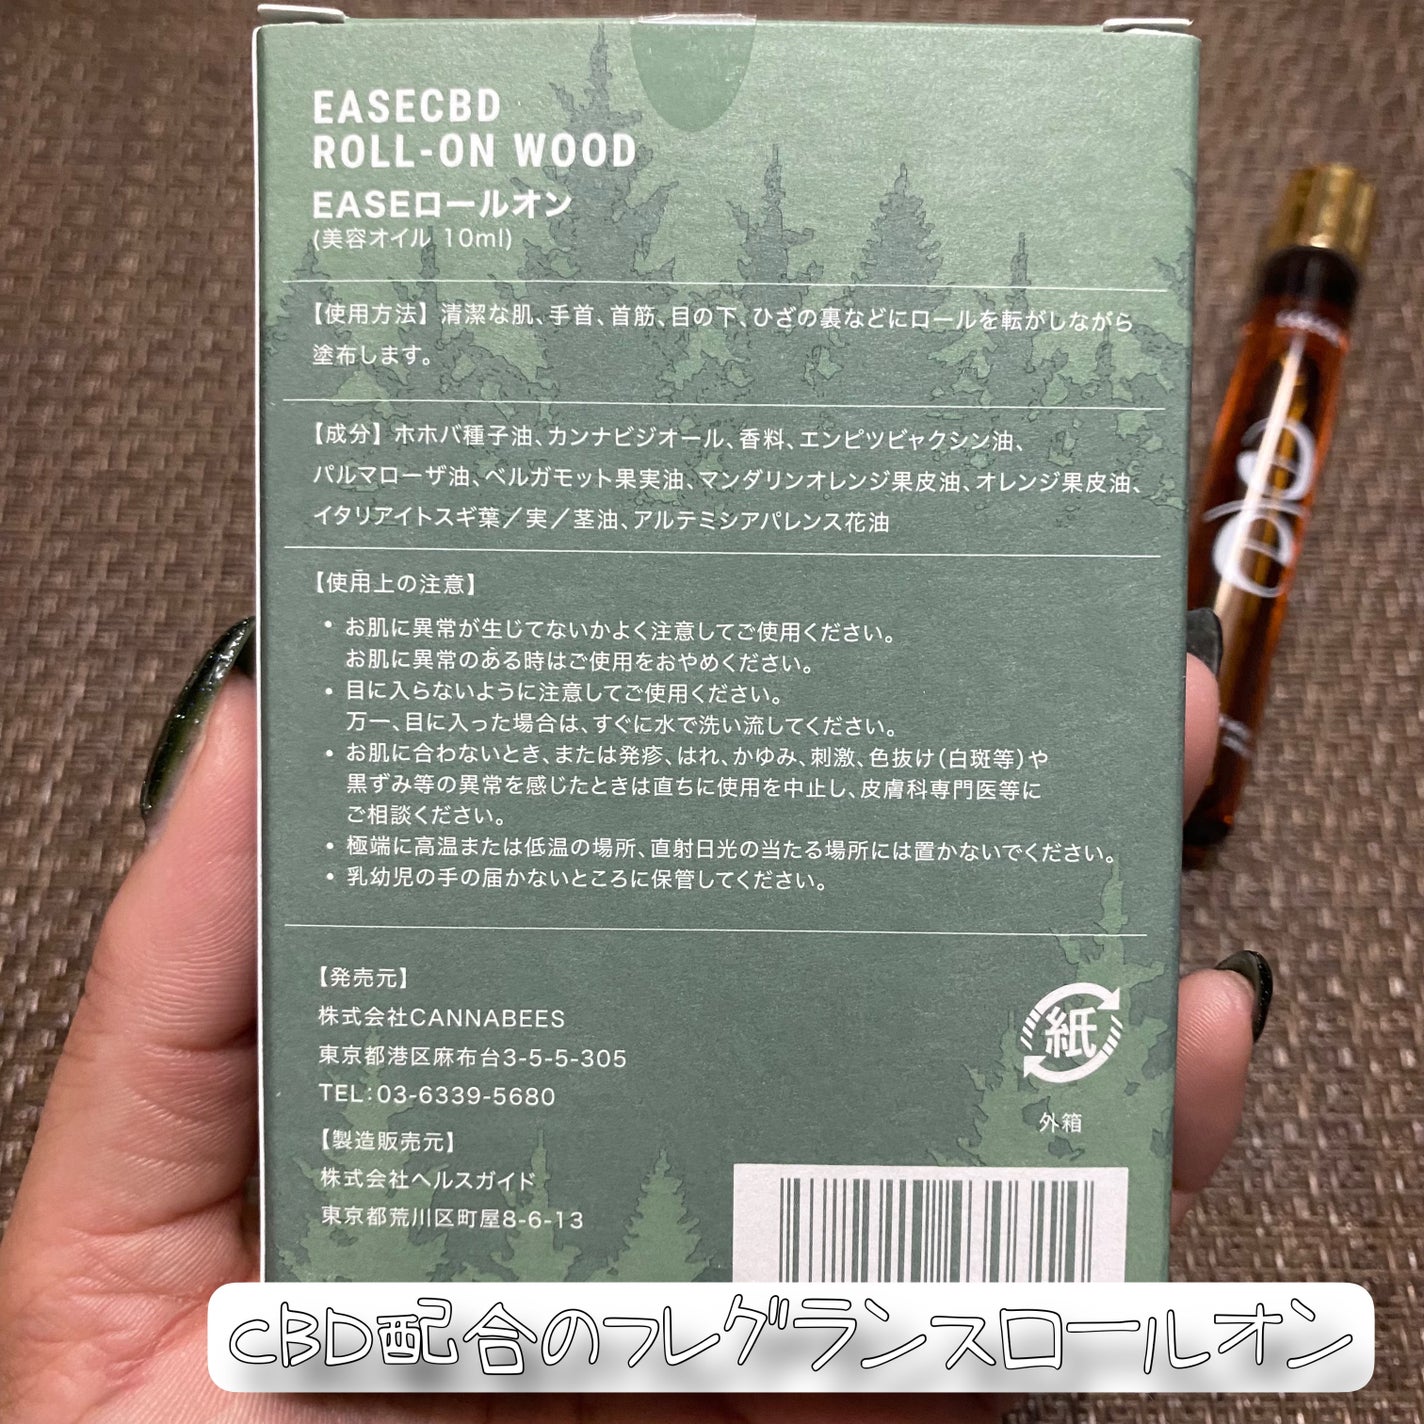 EASECBD
ROLL-ON WOOD
EASEロールオン
(美容オイル 10ml)
【使用方法】清潔な肌、手首、首筋、目の下、ひざの裏などにロールを転がしながら
塗布します。
【成分】ホホバ種子油、カンナビジオール、香料、エンピツビャクシン油、
パルマローザ油、ベルガモット果実油、マンダリンオレンジ果皮油、オレンジ果皮油、
イタリアイトスギ葉／実／茎油、アルテミシアパレンス花油
【使用上の注意】
• お肌に異常が生じてないかよく注意してご使用ください。
お肌に異常のある時はご使用をおやめください。
• 目に入らないように注意してご使用ください。
万一、目に入った場合は、すぐに水で洗い流してください。
• お肌に合わないとき、または発疹、はれ、かゆみ、刺激、色抜け(白斑等)や
黒ずみ等の異常を感じたときは直ちに使用を中止し、皮膚科専門医等に
ご相談ください。
• 極端に高温または低温の場所、直射日光の当たる場所には置かないでください。
• 乳幼児の手の届かないところに保管してください。
【発売元】
株式会社CANNABEES
東京都港区麻布台3-5-5-305
TEL:03-6339-5680
【製造販売元】
株式会社ヘルスガイド
東京都荒川区町屋8-6-13
紙
外箱
CBD配合のフレグランスロールオン